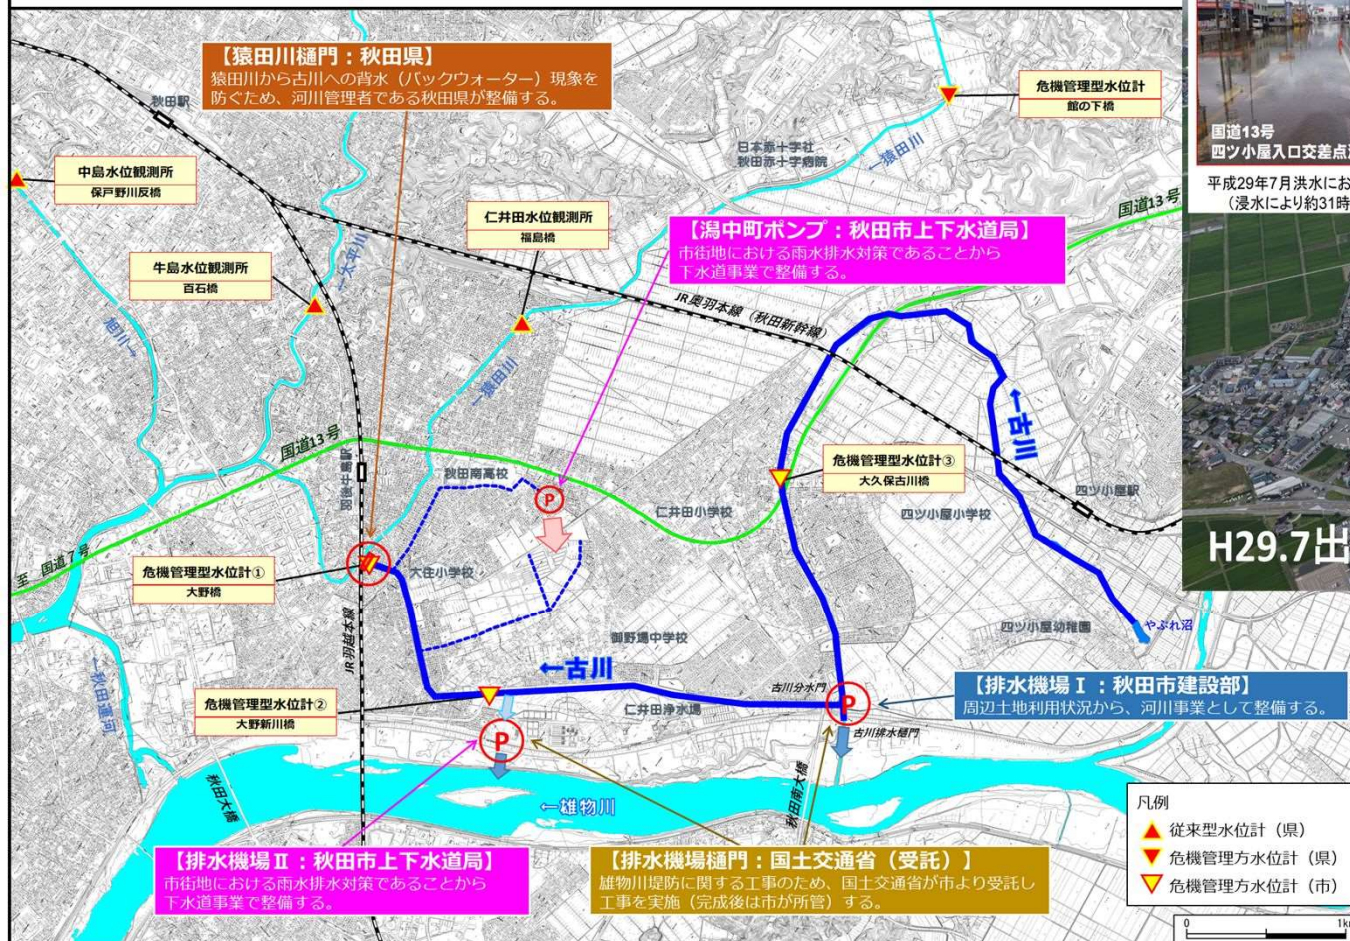 【猿田川樋門：秋田県】
猿田川から古川への背水（バックウォーター）現象を
防ぐため、河川管理者である秋田県が整備する。
秋田駅
危機管理型水位計
館の下橋
国道13号
四ツ小屋入口交差点
平成29年7月洪水にお
（浸水により約31時
日本赤十字社
秋田赤十字病院
←猿田川
中島水位観測所
保戸野川反橋
仁井田水位観測所
福島橋
国道13号
【潟中町ポンプ：秋田市上下水道局】
市街地における雨水排水対策であることから
下水道事業で整備する。
牛島水位観測所
百石橋
←太平川
旭川→
JR奥羽本線（秋田新幹線）
←猿田川
←古川
国道13号
羽後牛島駅
秋田南高校
P
仁井田小学校
危機管理型水位計③
大久保古川橋
四ツ小屋小学校
四ツ小屋駅
H29.7出
至 国道7号
危機管理型水位計①
大野橋
大住小学校
JR羽越本線
御野場中学校
四ツ小屋幼稚園
やぶれ沼
←古川
←秋田運河
危機管理型水位計②
大野新川橋
仁井田浄水場
古川分水門
P
古川排水樋門
【排水機場Ⅰ：秋田市建設部】
周辺土地利用状況から、河川事業として整備する。
P
秋田大橋
秋田南大橋
←雄物川
【排水機場Ⅱ：秋田市上下水道局】
市街地における雨水排水対策であることから
下水道事業で整備する。
【排水機場樋門：国土交通省（受託）】
雄物川堤防に関する工事のため、国土交通省が市より受託し
工事を実施（完成後は市が所管）する。
凡例
従来型水位計（県）
危機管理方水位計（県）
危機管理方水位計（市）
0 1k